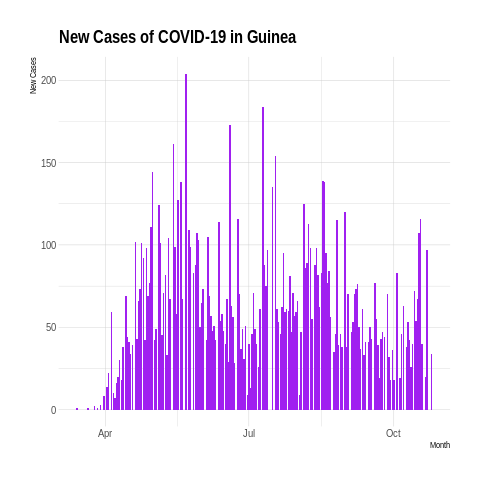 New Cases of COVID-19 in Guinea
New Cases
200
150
100
50
0
Apr
Jul
Oct
Month